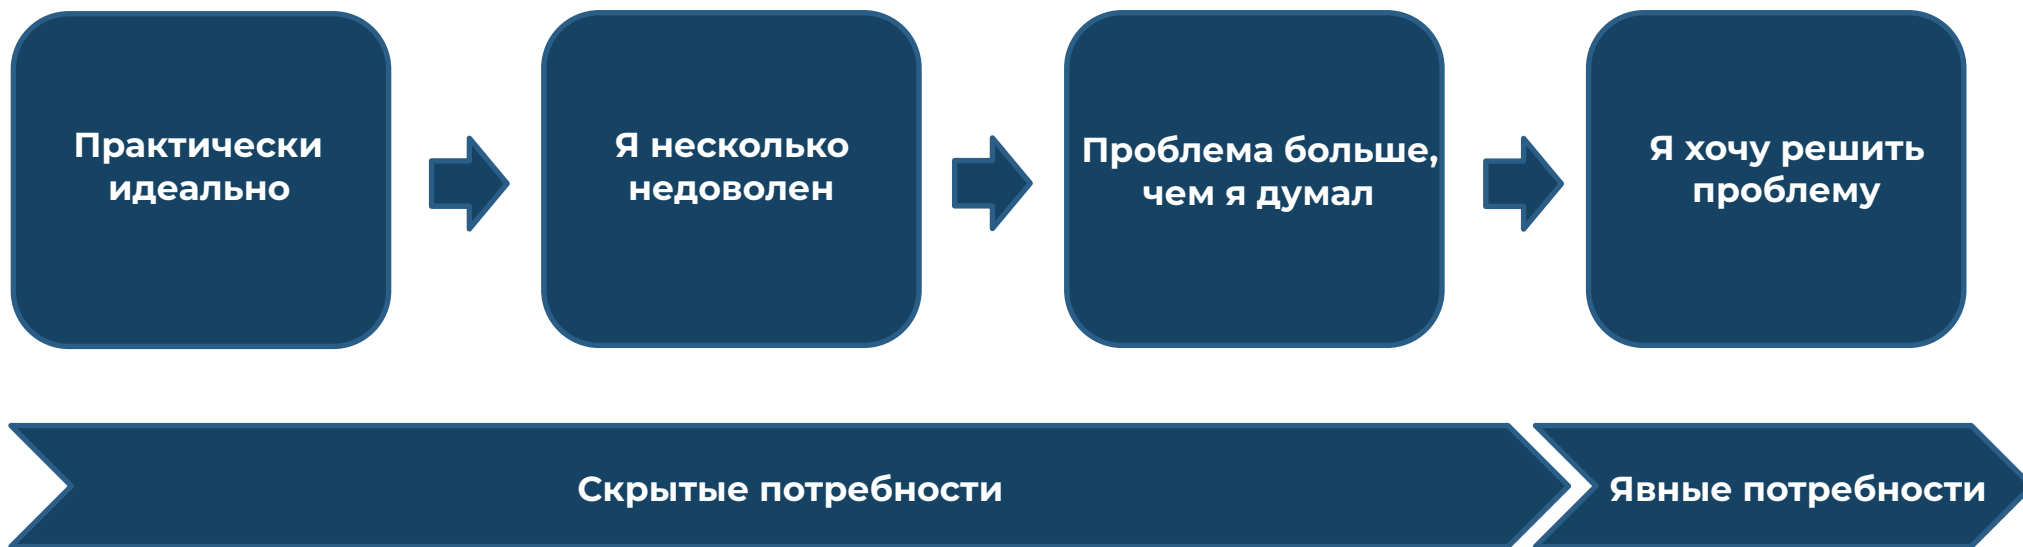 Практически
идеально
Я несколько
недоволен
Проблема больше,
чем я думал
Я хочу решить
проблему
Скрытые потребности
Явные потребности